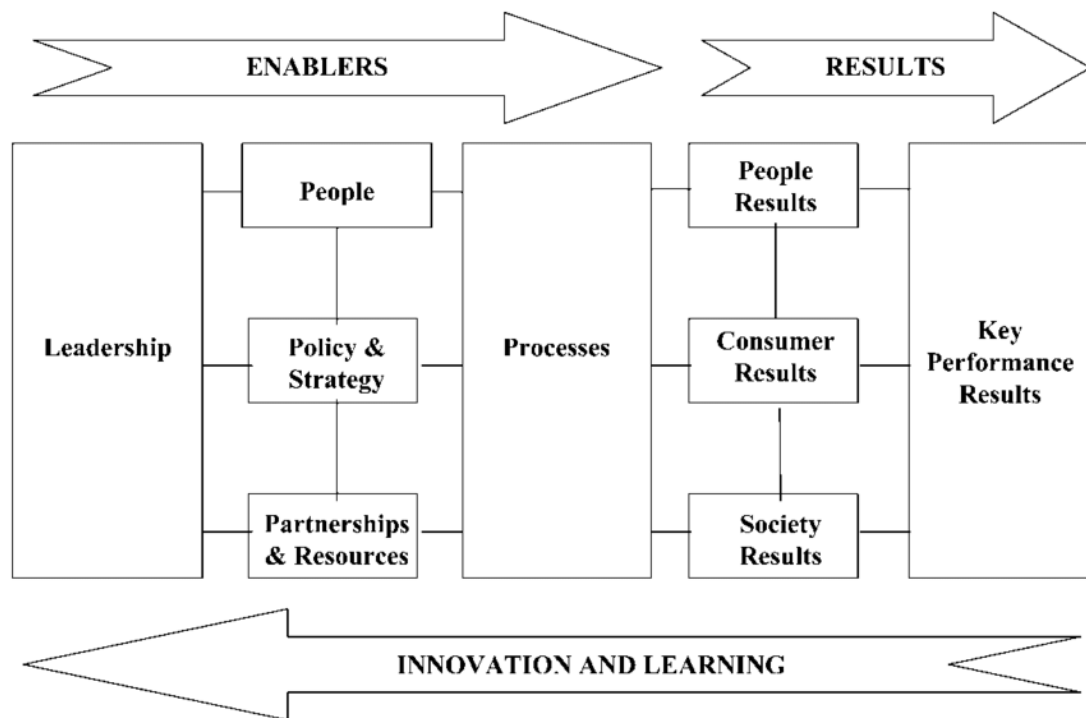 ENABLERS
RESULTS
People
People
Results
Leadership
Policy &
Strategy
Processes
Consumer
Results
Key
Performance
Results
Partnerships
& Resources
Society
Results
INNOVATION AND LEARNING